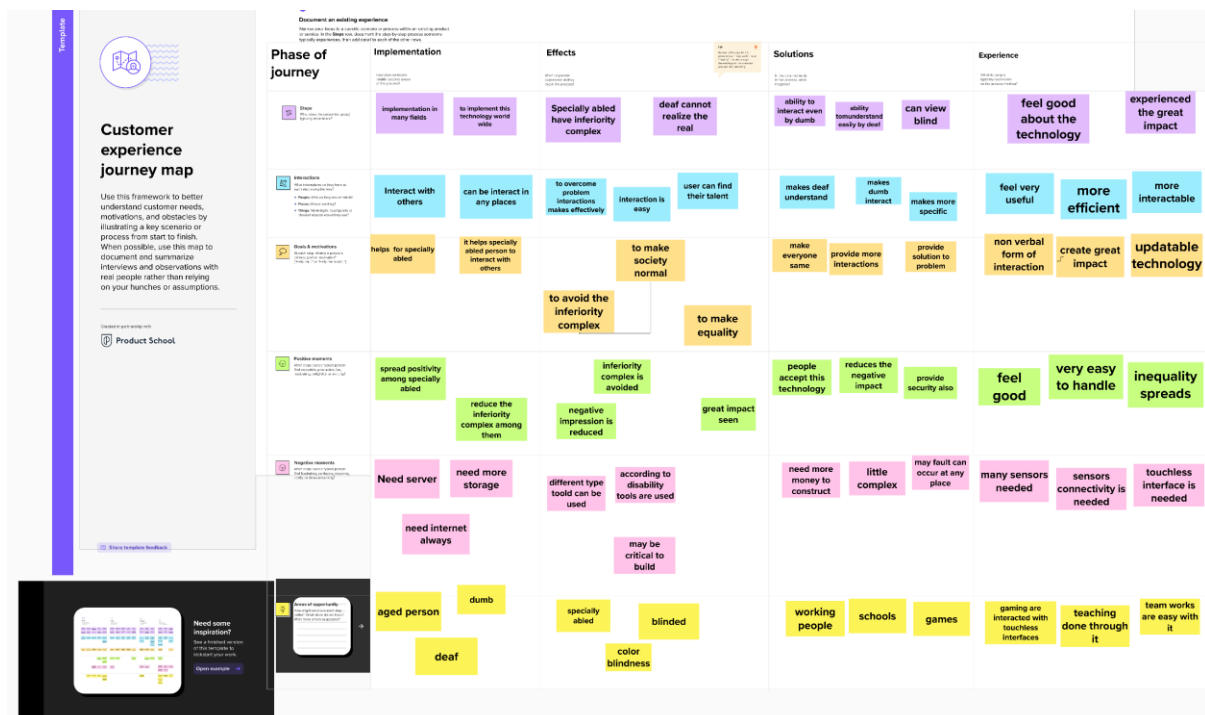 Template
Customer
experience
journey map
Use this framework to better
understand customer needs,
motivations, and obstacles by
illustrating a key scenario or
process from start to finish.
When possible, use this map to
document and summarize
interviews and observations with
real people rather than relying
on your hunches or assumptions.
Created in partnership with
Product School
Share template feedback
Need some
inspiration?
See a finished version
of this template to
kickstart your work.
Open example
Document an existing experience
Phase of
journey
Implementation
Effects
Solutions
Experience
Steps
implementation in
many fields
to implement this
technology world
wide
Specially abled
have inferiority
complex
deaf cannot
realize the
real
ability to
interact even
by dumb
ability
tomunderstand
easily by deaf
can view
blind
feel good
about the
technology
experienced
the great
impact
Interactions
Interact with
others
can be interact in
any places
to overcome
problem
interactions
makes effectively
interaction is
easy
user can find
their talent
makes deaf
understand
makes
dumb
interact
makes more
specific
feel very
useful
more
efficient
more
interactable
Goals & motivations
helps for specially
abled
it helps specially
abled person to
interact with
others
to make
society
normal
to avoid the
inferiority
complex
to make
equality
make
everyone
same
provide more
interactions
provide
solution to
problem
non verbal
form of
interaction
create great
impact
updatable
technology
Positive moments
spread positivity
among specially
abled
reduce the
inferiority
complex among
them
inferiority
complex is
avoided
negative
impression is
reduced
great impact
seen
people
accept this
technology
reduces the
negative
impact
provide
security also
feel
good
very easy
to handle
inequality
spreads
Negative moments
Need server
need more
storage
need internet
always
different type
toold can be
used
according to
disability
tools are used
may be
critical to
build
need more
money to
construct
little
complex
may fault can
occur at any
place
many sensors
needed
sensors
connectivity is
needed
touchless
interface is
needed
Areas of opportunity
aged person
dumb
deaf
specially
abled
blinded
color
blindness
working
people
schools
games
gaming are
interacted with
touchless
interfaces
teaching
done through
it
team works
are easy with
it